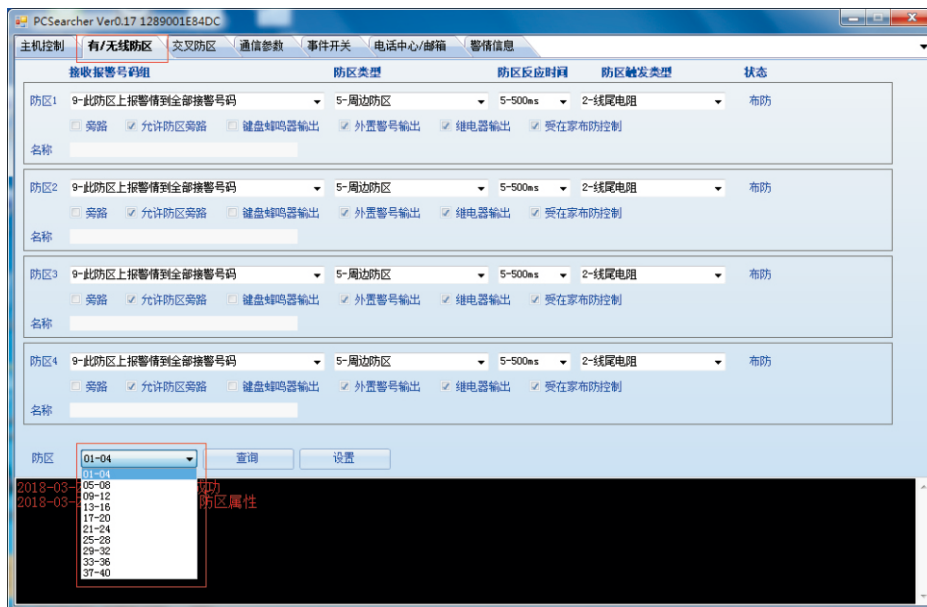 PCSearcher Ver0.17 1289001E84DC
主机控制 有/无线防区 交叉防区 通信参数 事件开关 电话中心/邮箱 警情信息
接收报警号码组 防区类型 防区反应时间 防区触发类型 状态
防区1 9-此防区上报警情到全部接警号码 5-周边防区 5-500ms 2-线尾电阻 布防
旁路 允许防区旁路 键盘蜂鸣器输出 外置警号输出 继电器输出 受在家布防控制
名称
防区2 9-此防区上报警情到全部接警号码 5-周边防区 5-500ms 2-线尾电阻 布防
旁路 允许防区旁路 键盘蜂鸣器输出 外置警号输出 继电器输出 受在家布防控制
名称
防区3 9-此防区上报警情到全部接警号码 5-周边防区 5-500ms 2-线尾电阻 布防
旁路 允许防区旁路 键盘蜂鸣器输出 外置警号输出 继电器输出 受在家布防控制
名称
防区4 9-此防区上报警情到全部接警号码 5-周边防区 5-500ms 2-线尾电阻 布防
旁路 允许防区旁路 键盘蜂鸣器输出 外置警号输出 继电器输出 受在家布防控制
名称
防区 01-04 查询 设置
01-04
2018-03- 05-08 成功
09-12
2018-03- 13-16 防区属性
17-20
21-24
25-28
29-32
33-36
37-40